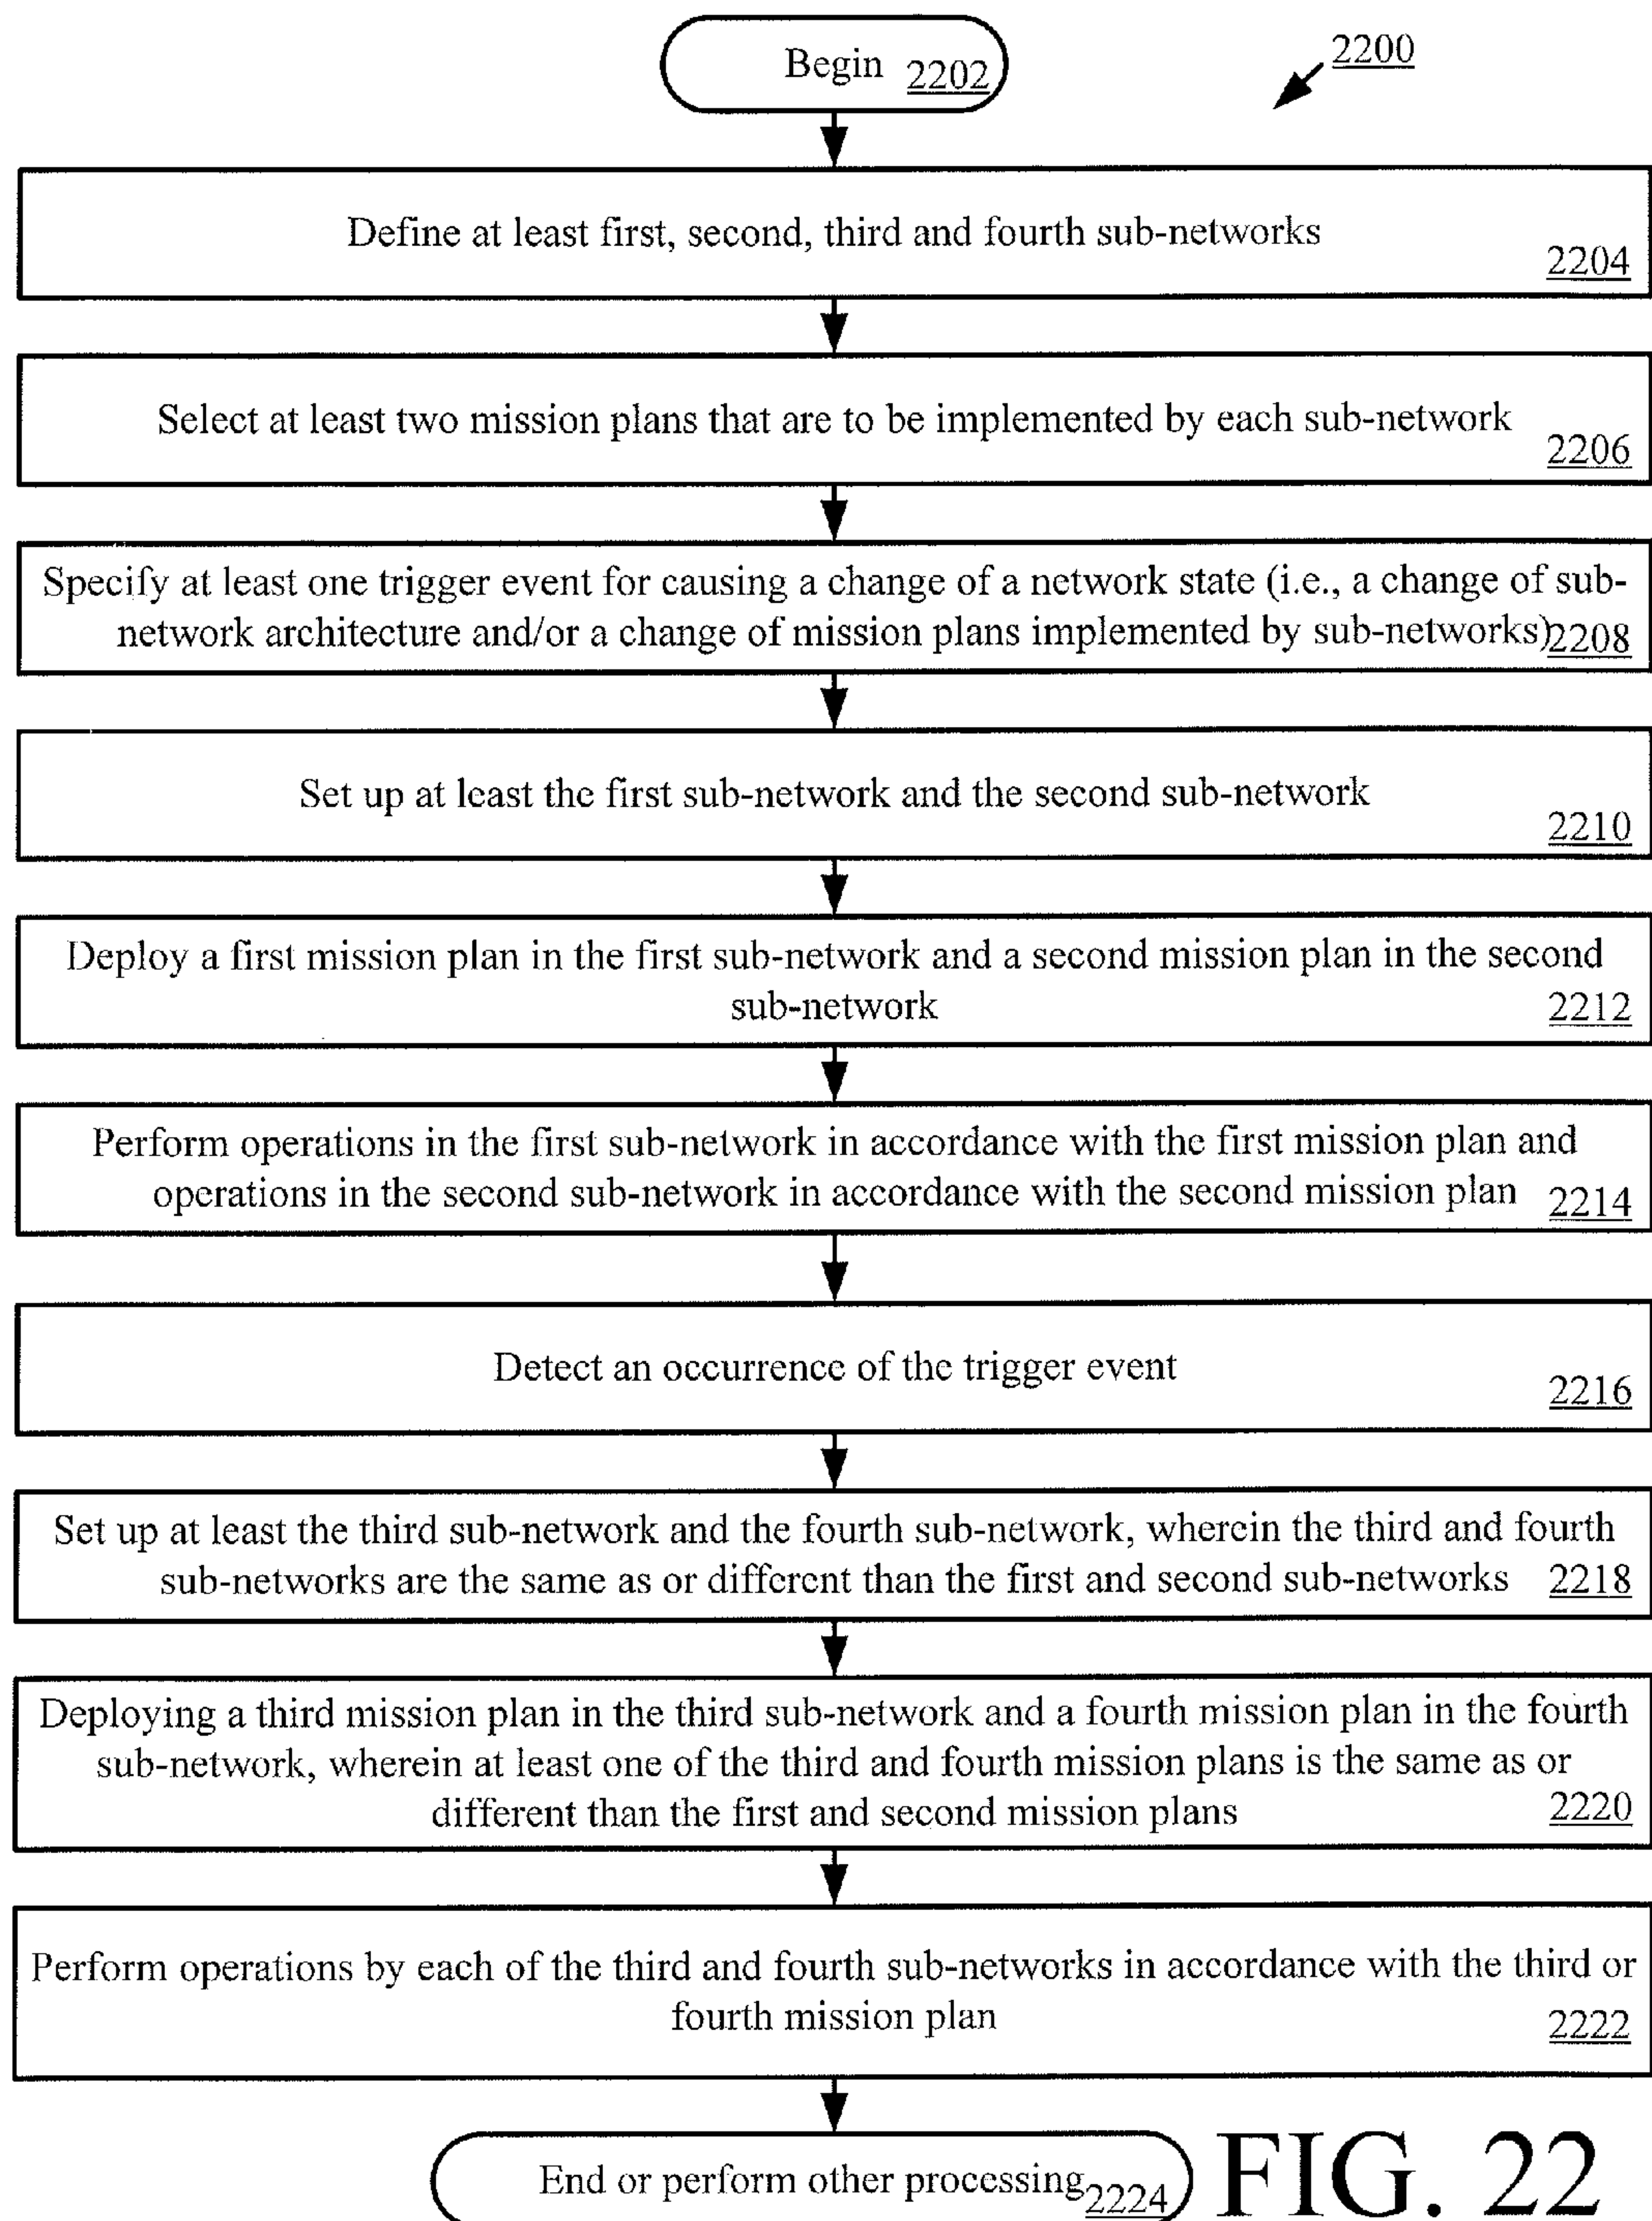 Begin 2202
2200
Define at least first, second, third and fourth sub-networks
2204
Select at least two mission plans that are to be implemented by each sub-network
2206
Specify at least one trigger event for causing a change of a network state (i.e., a change of sub-
network architecture and/or a change of mission plans implemented by sub-networks) 2208
Set up at least the first sub-network and the second sub-network
2210
Deploy a first mission plan in the first sub-network and a second mission plan in the second
sub-network 2212
Perform operations in the first sub-network in accordance with the first mission plan and
operations in the second sub-network in accordance with the second mission plan 2214
Detect an occurrence of the trigger event
2216
Set up at least the third sub-network and the fourth sub-network, wherein the third and fourth
sub-networks are the same as or different than the first and second sub-networks 2218
Deploying a third mission plan in the third sub-network and a fourth mission plan in the fourth
sub-network, wherein at least one of the third and fourth mission plans is the same as or
different than the first and second mission plans 2220
Perform operations by each of the third and fourth sub-networks in accordance with the third or
fourth mission plan 2222
End or perform other processing 2224
FIG. 22